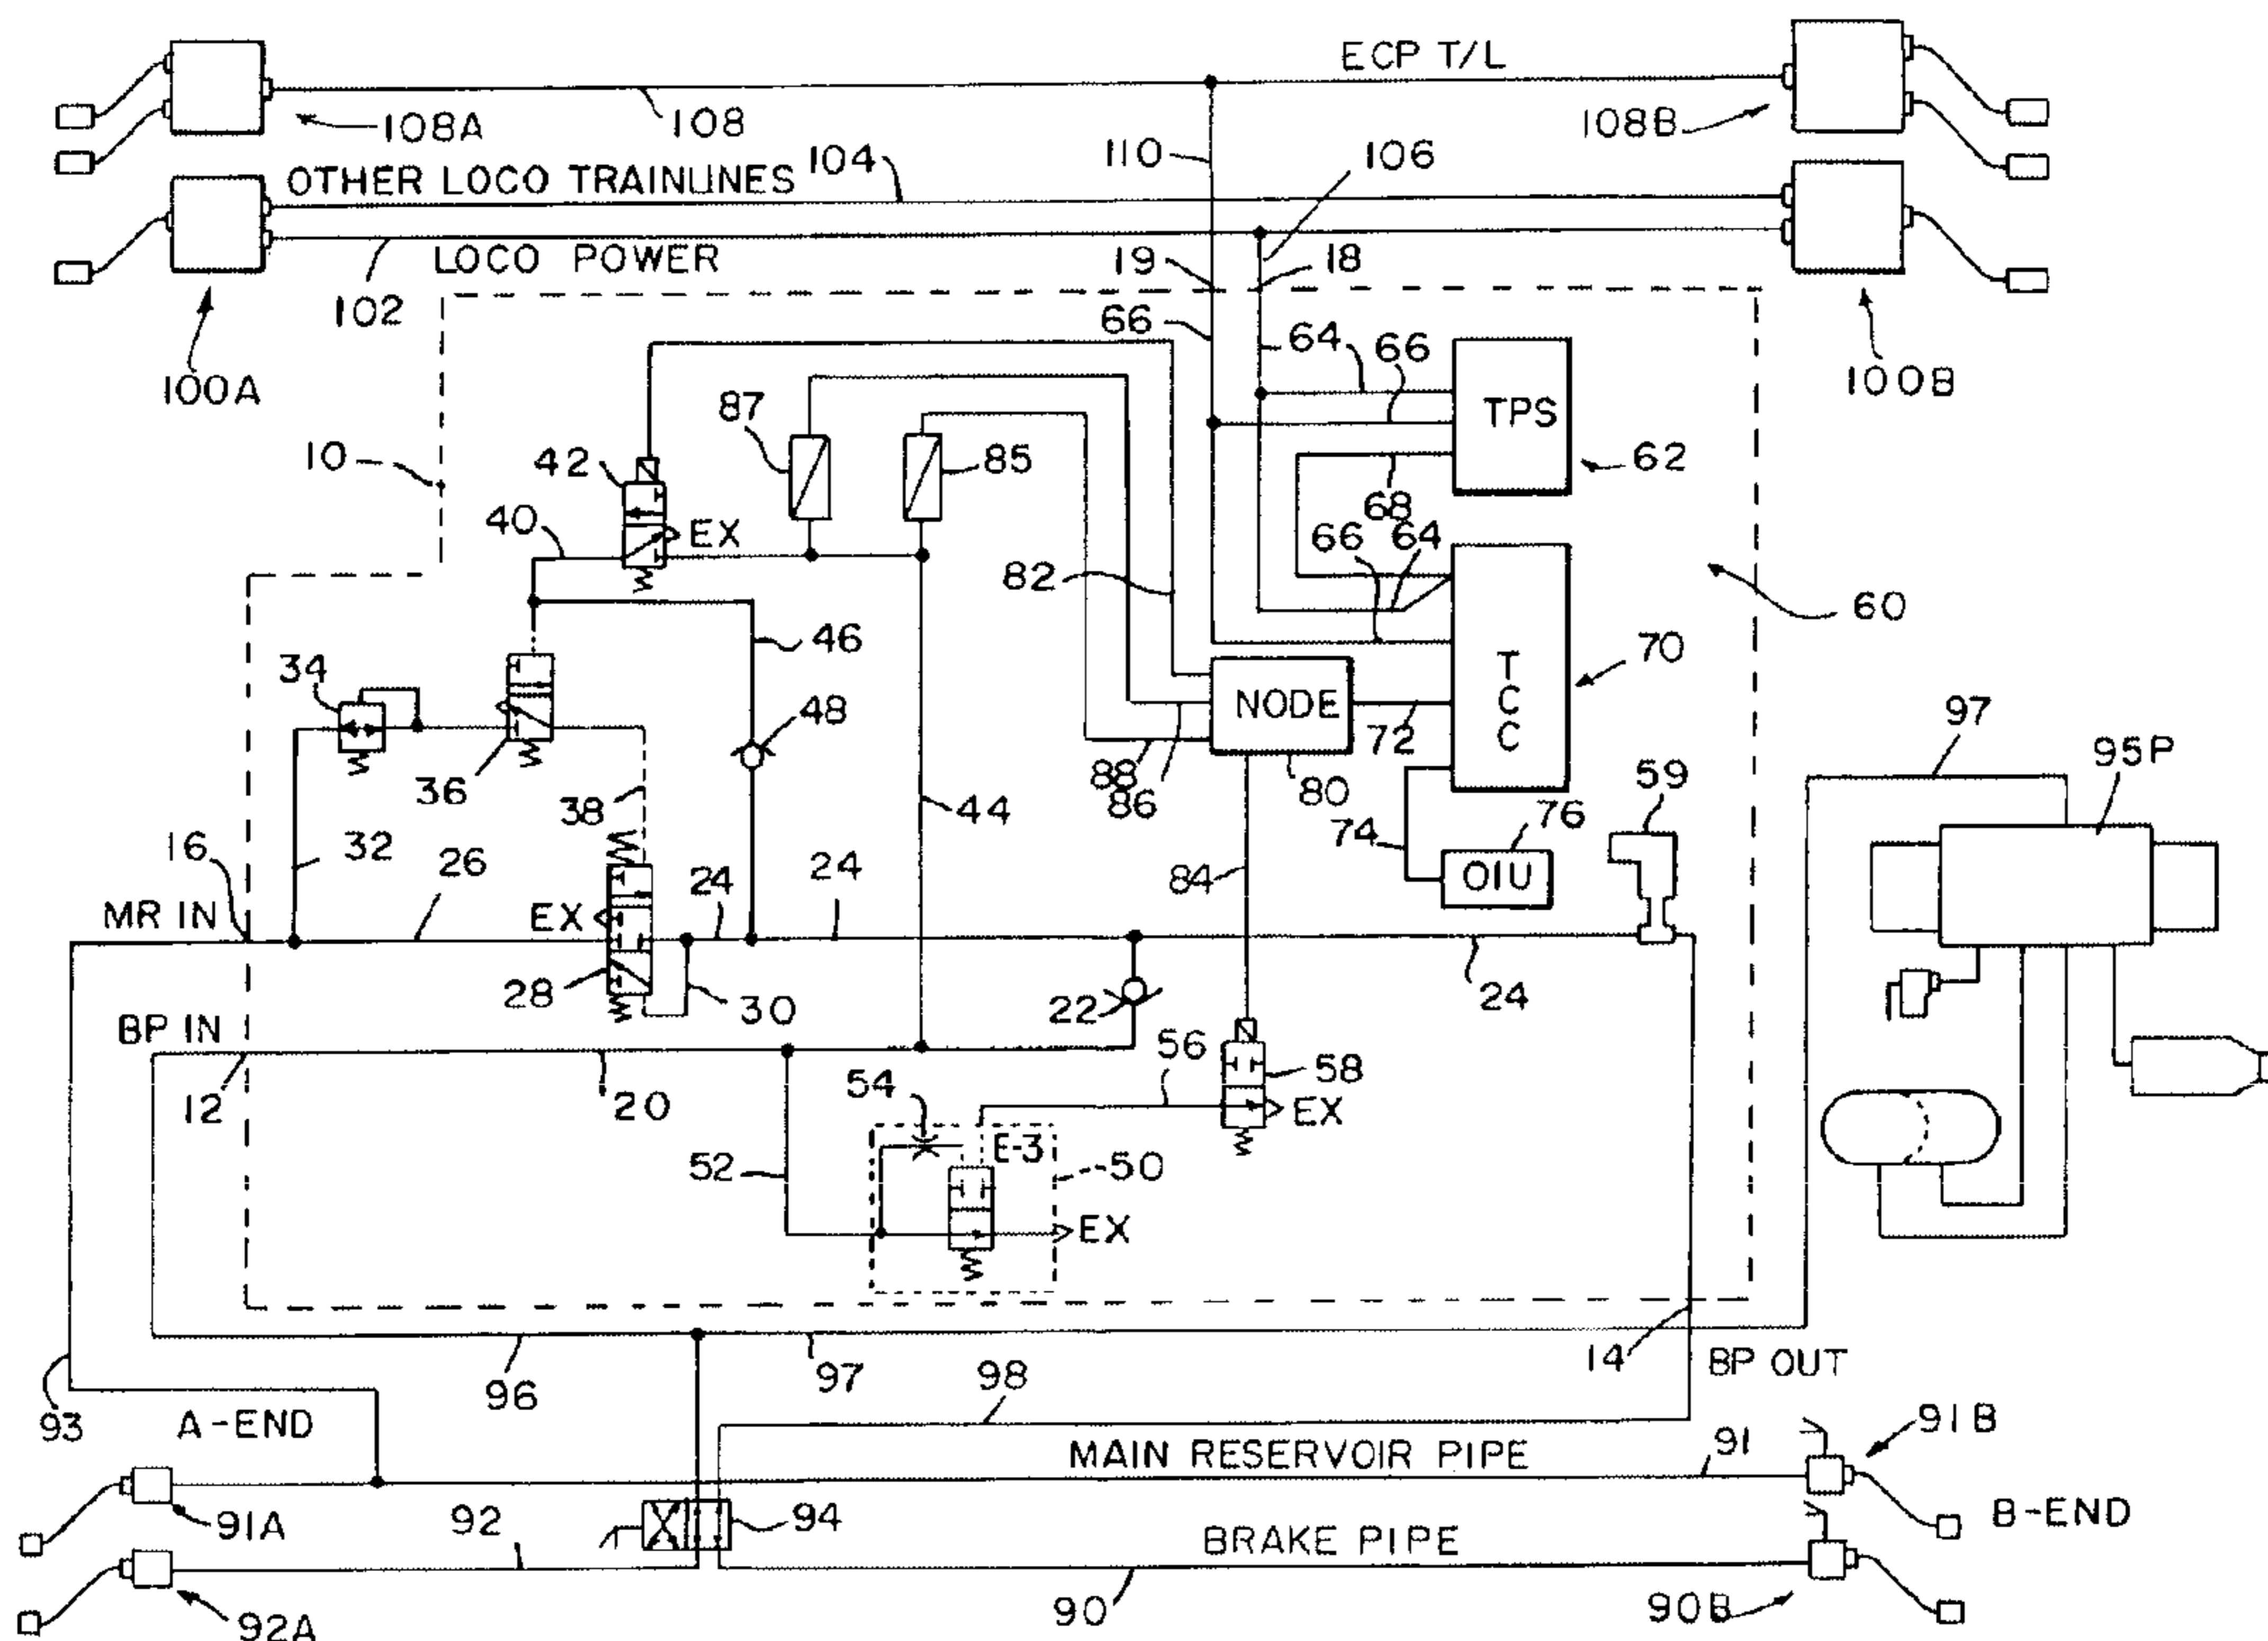 ECP T/L
108A
108
108B
110
106
OTHER LOCO TRAINLINES
104
LOCO POWER
19
18
102
100A
66
64
66
100B
87
TPS
10
42
85
62
68
40
EX
66
64
82
60
46
34
70
T
C
C
48
NODE
97
95P
36
72
88
86
80
59
38
44
74
76
16
32
26
24
24
84
OIU
MR IN
EX
28
30
22
24
BP IN
56
58
12
20
54
EX
E-3
52
50
EX
14
BP OUT
96
97
98
93
A-END
91B
MAIN RESERVOIR PIPE
91
91A
92
94
B-END
BRAKE PIPE
92A
90
90B